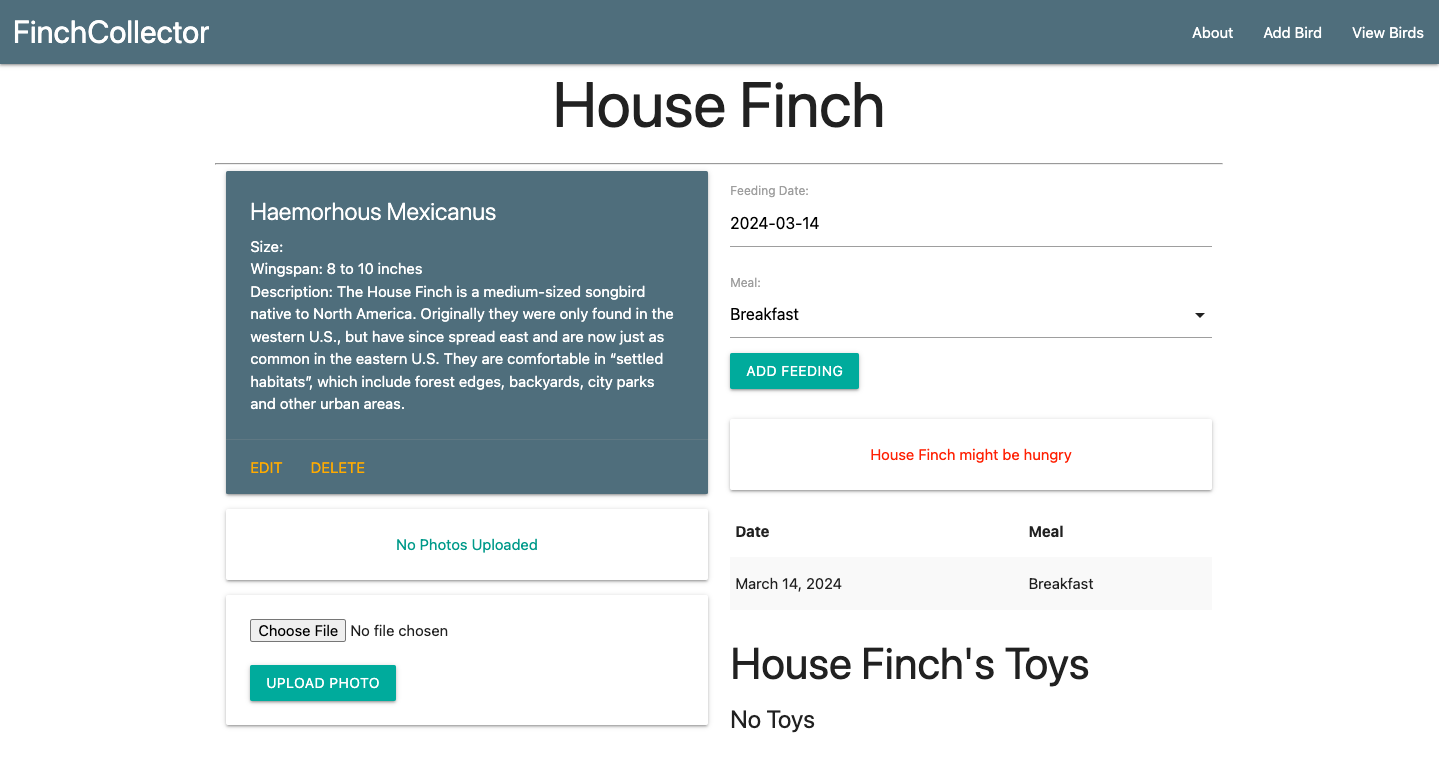 FinchCollector
About
Add Bird
View Birds
House Finch
Haemorhous Mexicanus
Size:
Wingspan: 8 to 10 inches
Description: The House Finch is a medium-sized songbird
native to North America. Originally they were only found in the
western U.S., but have since spread east and are now just as
common in the eastern U.S. They are comfortable in “settled
habitats”, which include forest edges, backyards, city parks
and other urban areas.
EDIT
DELETE
No Photos Uploaded
Choose File No file chosen
UPLOAD PHOTO
Feeding Date:
2024-03-14
Meal:
Breakfast
ADD FEEDING
House Finch might be hungry
Date Meal
March 14, 2024 Breakfast
House Finch's Toys
No Toys